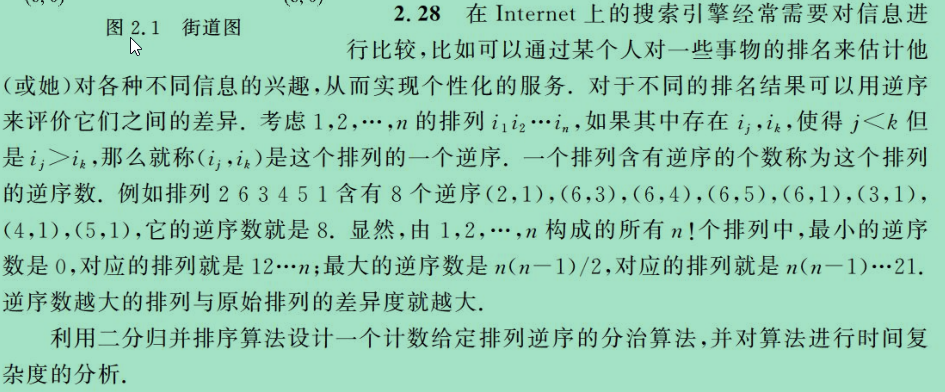 图 2.1 街道图
2.28 在 Internet 上的搜索引擎经常需要对信息进
行比较,比如可以通过某个人对一些事物的排名来估计他
(或她)对各种不同信息的兴趣,从而实现个性化的服务. 对于不同的排名结果可以用逆序
来评价它们之间的差异. 考虑 1,2,…,n 的排列 i₁i₂…iₙ,如果其中存在 iⱼ,iₖ,使得 j<k 但
是 iⱼ>iₖ,那么就称(iⱼ,iₖ)是这个排列的一个逆序. 一个排列含有逆序的个数称为这个排列
的逆序数. 例如排列 2 6 3 4 5 1 含有 8 个逆序(2,1),(6,3),(6,4),(6,5),(6,1),(3,1),
(4,1),(5,1),它的逆序数就是 8. 显然,由 1,2,…,n 构成的所有 n!个排列中,最小的逆序
数是 0,对应的排列就是 12…n;最大的逆序数是 n(n-1)/2,对应的排列就是 n(n-1)…21.
逆序数越大的排列与原始排列的差异度就越大.
利用二分归并排序算法设计一个计数给定排列逆序的分治算法,并对算法进行时间复
杂度的分析.